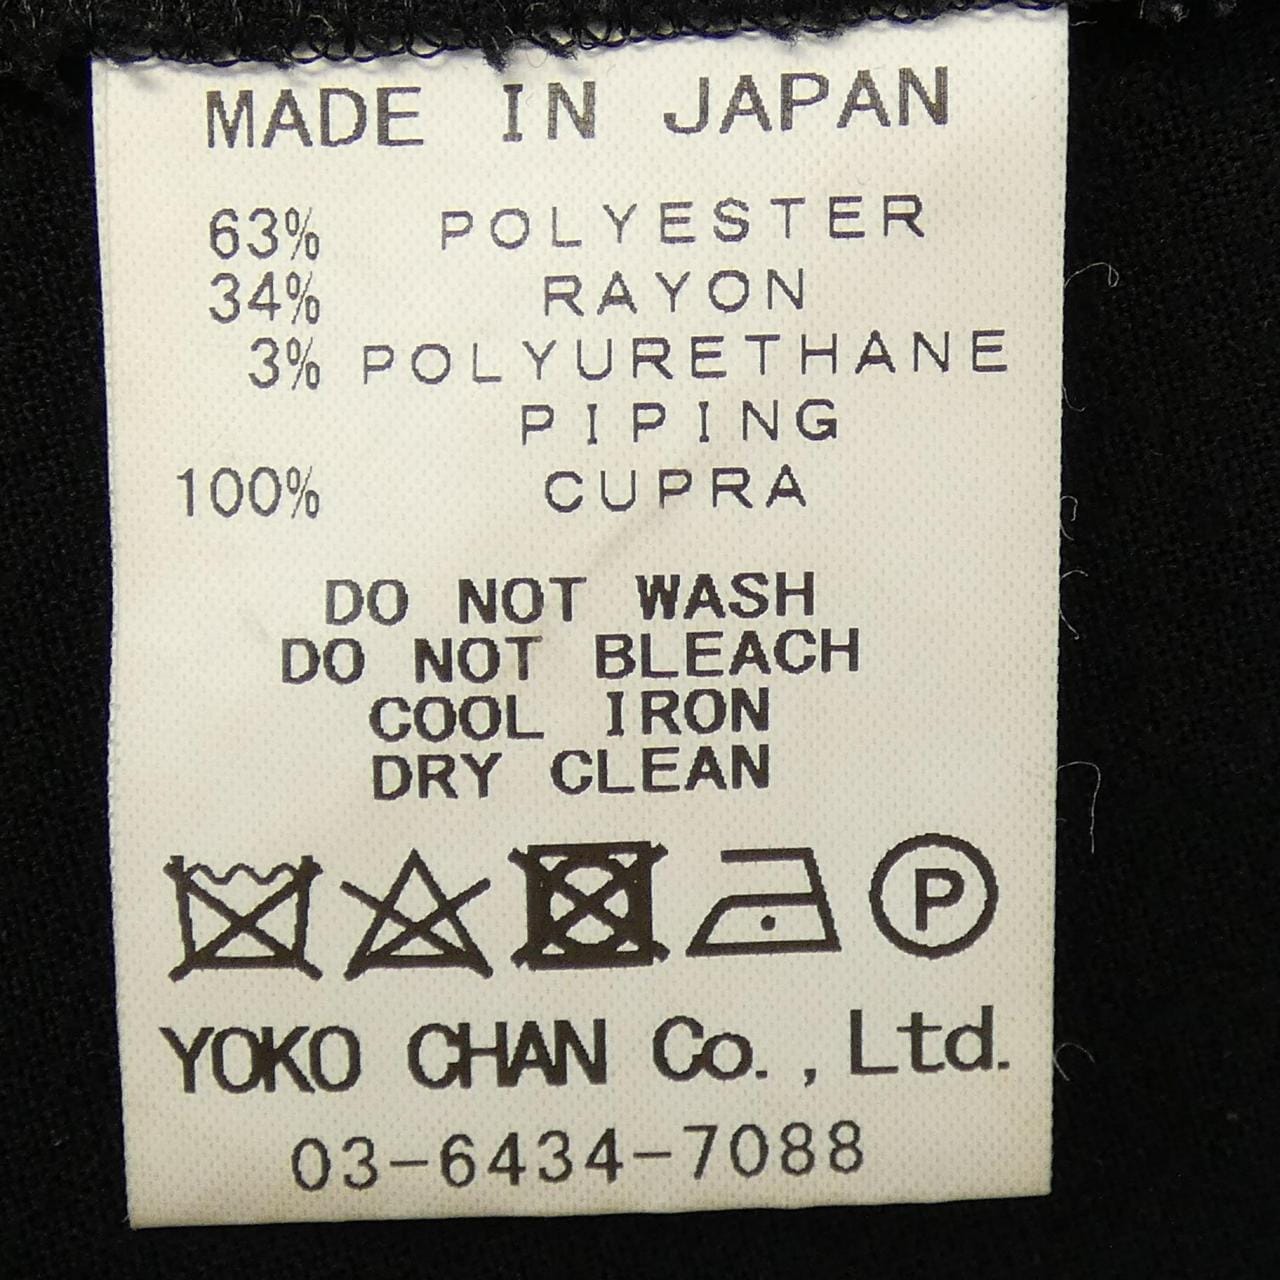 MADE IN JAPAN
63% POLYESTER
34% RAYON
3% POLYURETHANE
PIPING
100% CUPRA
DO NOT WASH
DO NOT BLEACH
COOL IRON
DRY CLEAN
P
YOKO CHAN Co., Ltd.
03-6434-7088